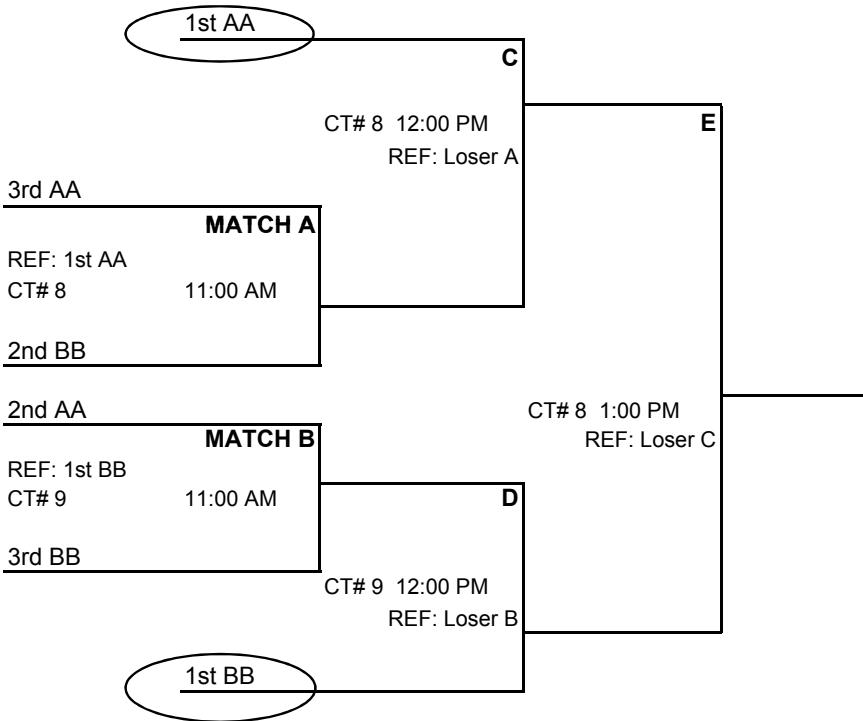 1st AA
C
CT# 8 12:00 PM
E
REF: Loser A
3rd AA
MATCH A
REF: 1st AA
CT# 8 11:00 AM
2nd BB
2nd AA
CT# 8 1:00 PM
MATCH B
REF: Loser C
REF: 1st BB
CT# 9 11:00 AM
D
3rd BB
CT# 9 12:00 PM
REF: Loser B
1st BB